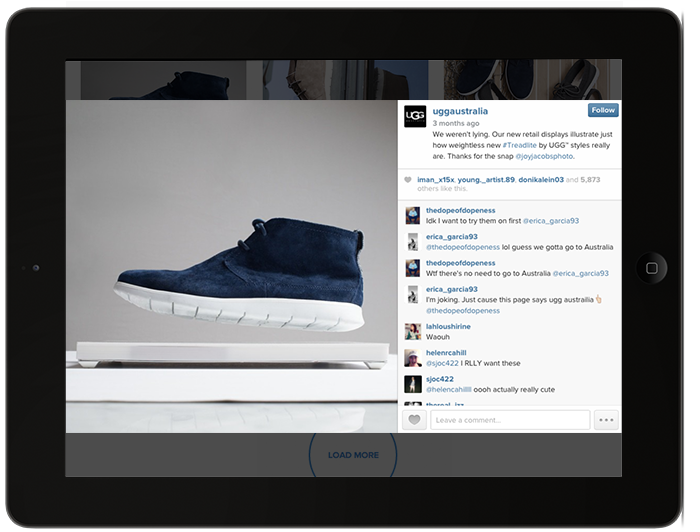 UGG
uggaustralia
Follow
3 months ago
We weren't lying. Our new retail displays illustrate just
how weightless new #Treadlite by UGG™ styles really
are. Thanks for the snap @joyjacobsphoto.
iman_x15x, young._artist.89, donikalein03 and 5,873
others like this.
thedopeofdopeness
Idk I want to try them on first @erica_garcia93
erica_garcia93
@thedopeofdopeness lol guess we gotta go to Australia
thedopeofdopeness
Wtf there's no need to go to Australia @erica_garcia93
erica_garcia93
I'm joking. Just cause this page says ugg austrailia👆
@thedopeofdopeness
lahloushirine
Waouh
helenrcahill
@sjoc422 I RLLY want these
sjoc422
@helencahillll oooh actually really cute
Leave a comment...
LOAD MORE